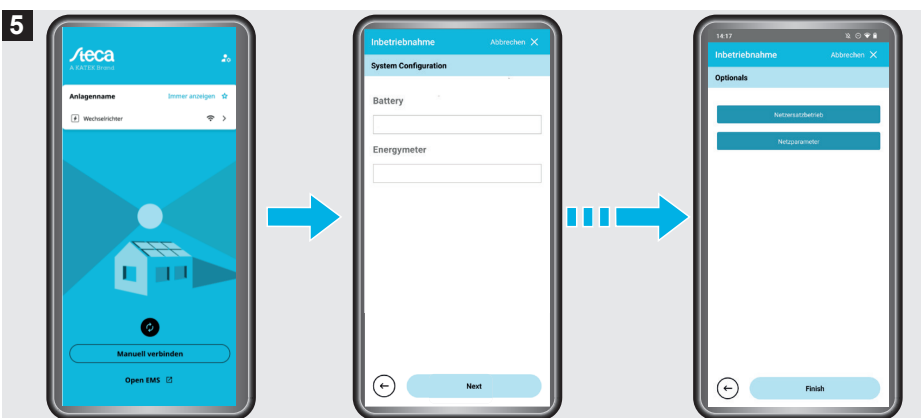 5
Steca
A KATEK Brand
Anlagenname Immer anzeigen
Wechselrichter
Manuell verbinden
Open EMS
Inbetriebnahme Abbrechen X
System Configuration
Battery
Energymeter
Next
14:17
Inbetriebnahme Abbrechen X
Optionals
Netzersatzbetrieb
Netzparameter
Finish